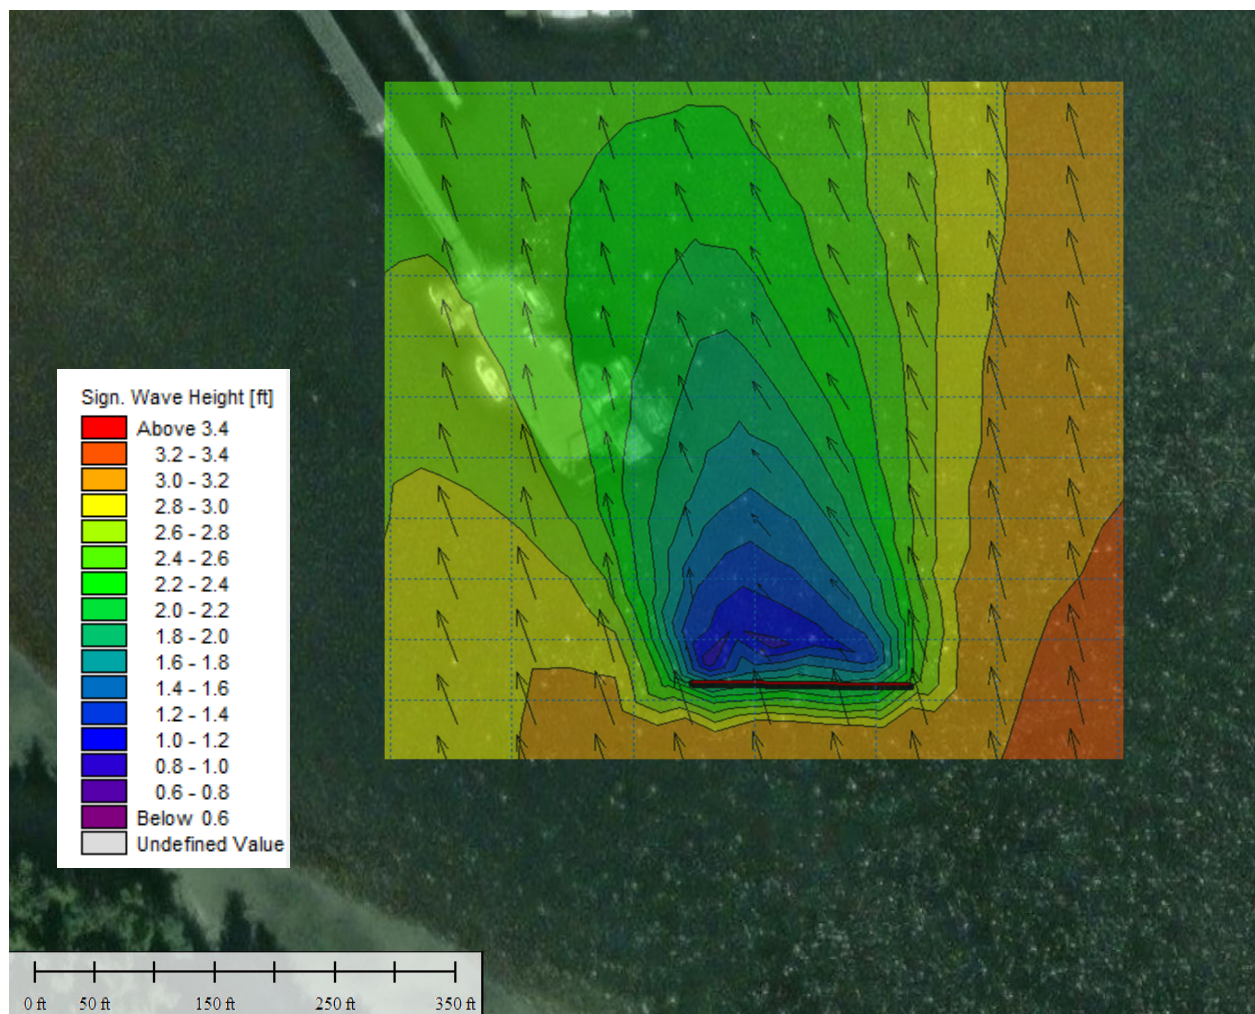 Sign. Wave Height [ft]
Above 3.4
3.2 - 3.4
3.0 - 3.2
2.8 - 3.0
2.6 - 2.8
2.4 - 2.6
2.2 - 2.4
2.0 - 2.2
1.8 - 2.0
1.6 - 1.8
1.4 - 1.6
1.2 - 1.4
1.0 - 1.2
0.8 - 1.0
0.6 - 0.8
Below 0.6
Undefined Value
0 ft 50 ft 150 ft 250 ft 350 ft